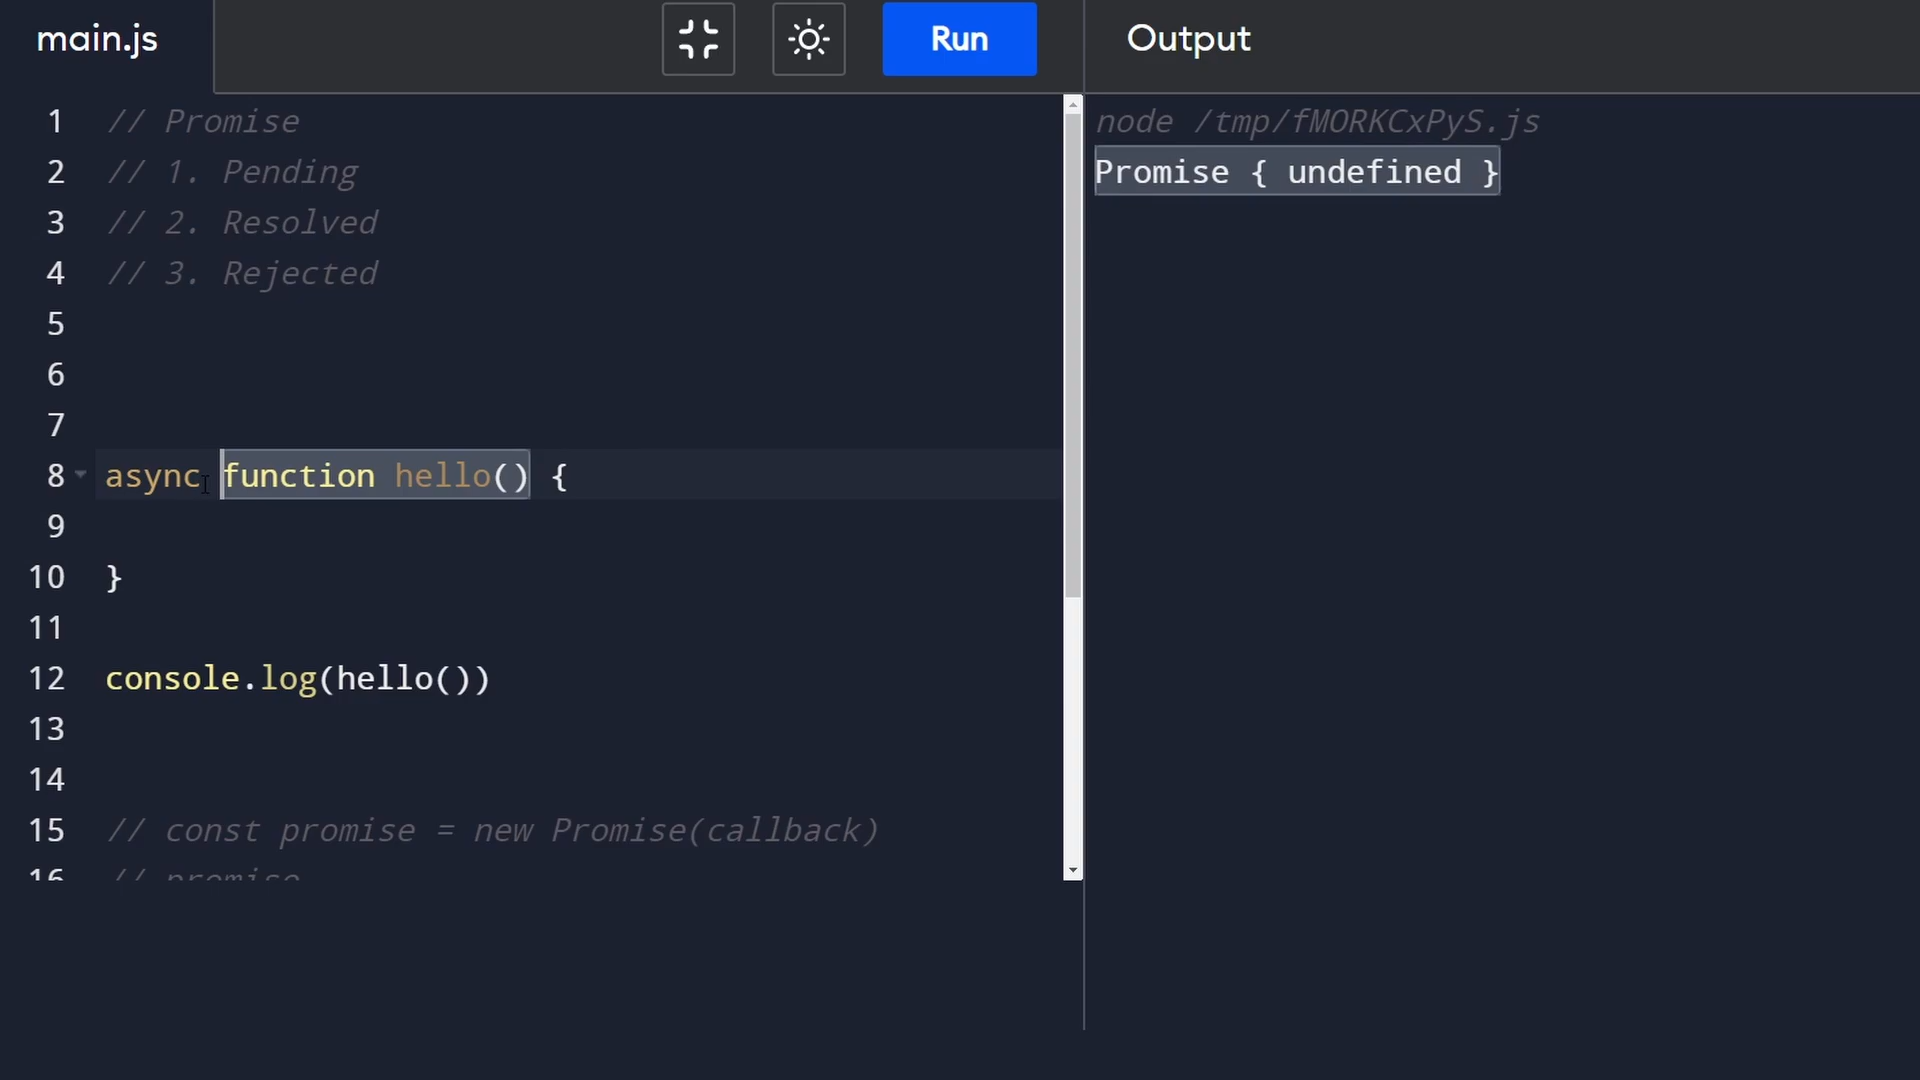 main.js
Run
Output
1 // Promise
2 // 1. Pending
3 // 2. Resolved
4 // 3. Rejected
5
6
7
8 async function hello() {
9
10 }
11
12 console.log(hello())
13
14
15 // const promise = new Promise(callback)
16 // promise
node /tmp/fMORKCxPyS.js
Promise { undefined }